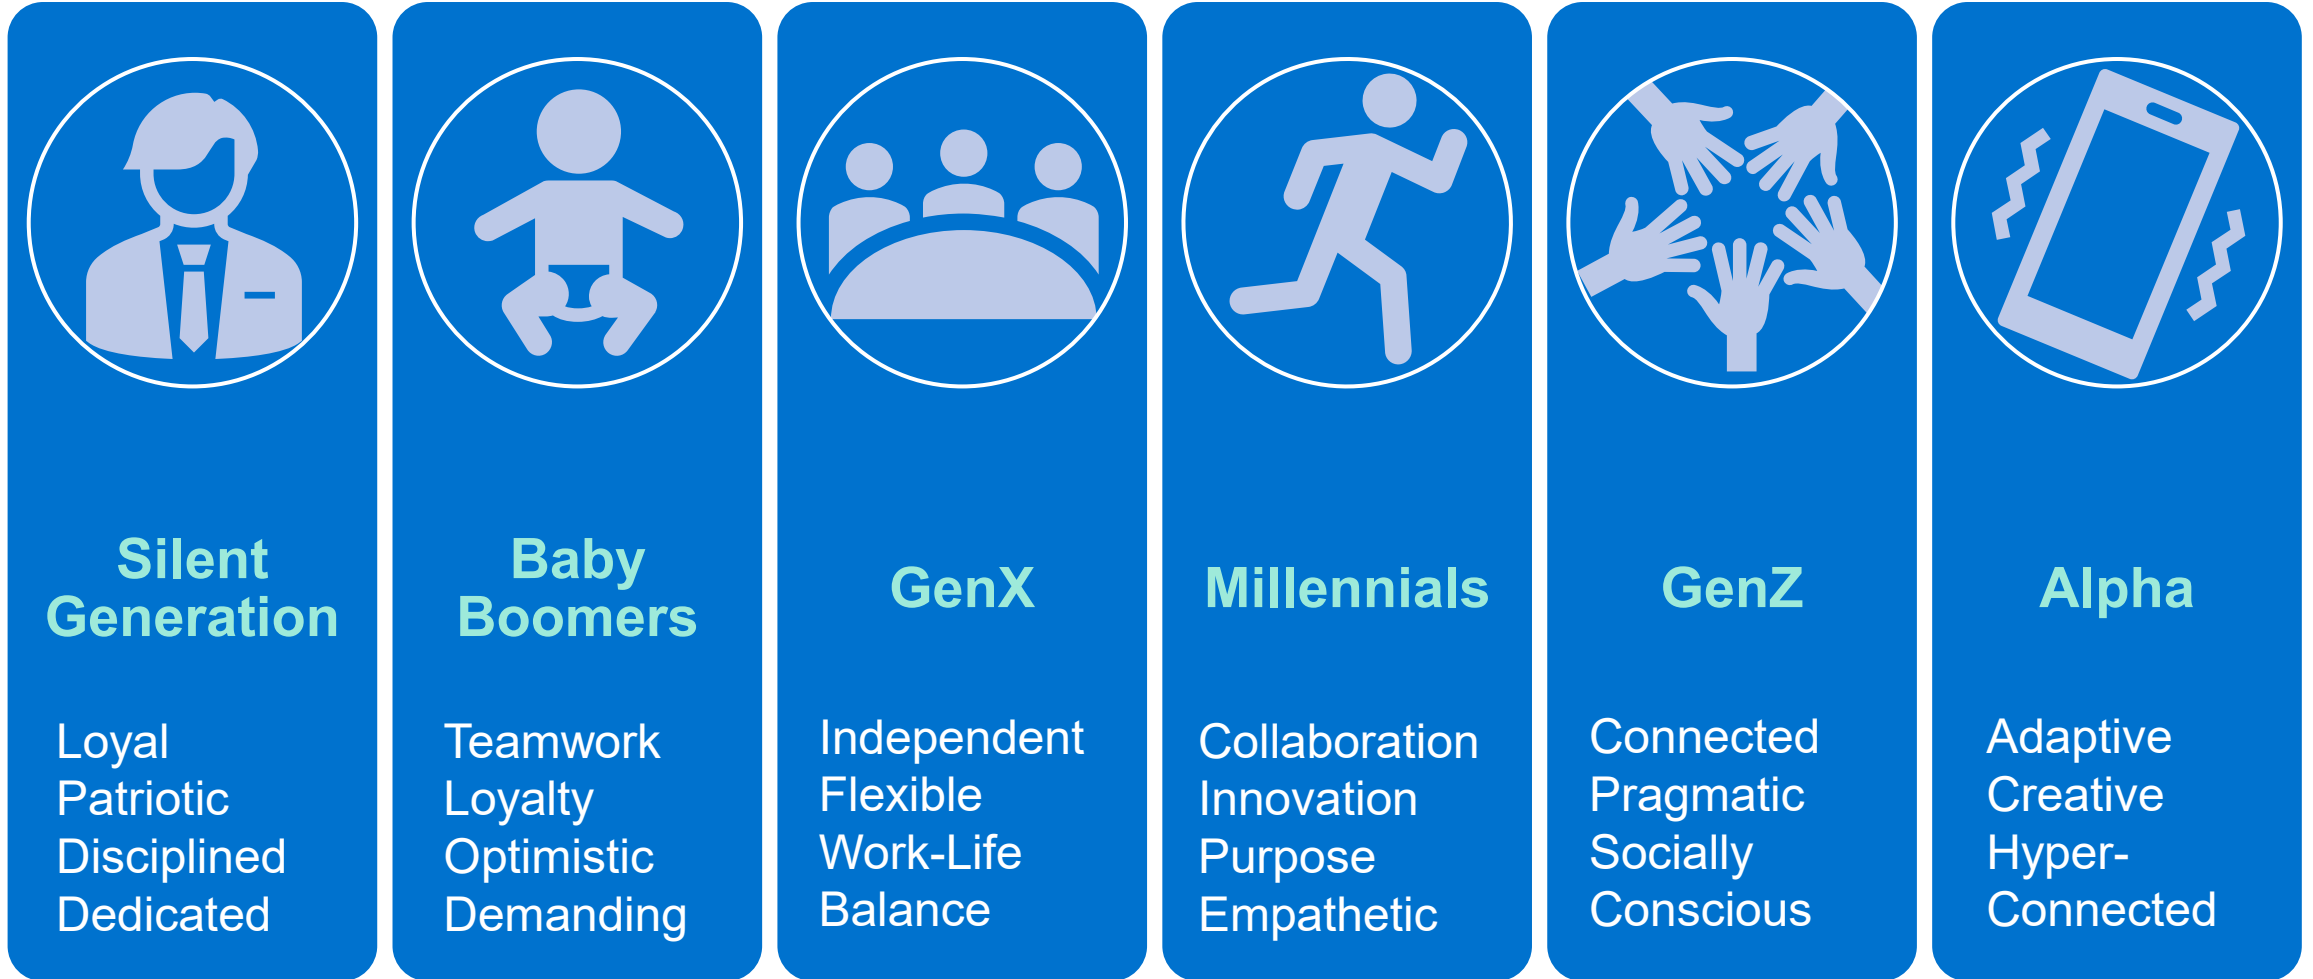 Silent
Generation
Loyal
Patriotic
Disciplined
Dedicated
Baby
Boomers
Teamwork
Loyalty
Optimistic
Demanding
GenX
Independent
Flexible
Work-Life
Balance
Millennials
Collaboration
Innovation
Purpose
Empathetic
GenZ
Connected
Pragmatic
Socially
Conscious
Alpha
Adaptive
Creative
Hyper-
Connected